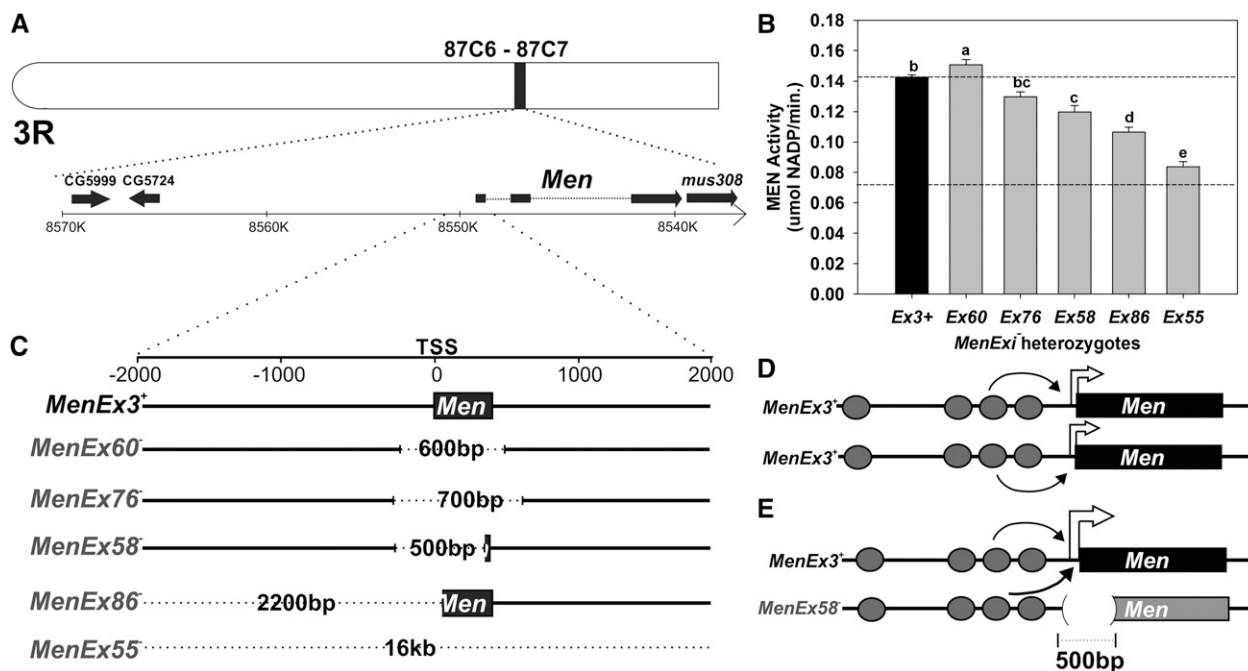 A
87C6 - 87C7
3R
CG5999 CG5724 Men mus308
8570K 8560K 8550K 8540K
B
MEN Activity
(umol NADP/min.)
0.18
0.16
0.14
0.12
0.10
0.08
0.06
0.04
0.02
0.00
b a bc c d e
Ex3+ Ex60 Ex76 Ex58 Ex86 Ex55
MenExi⁻ heterozygotes
C
TSS
-2000 -1000 0 1000 2000
MenEx3⁺ Men
MenEx60⁻ 600bp
MenEx76⁻ 700bp
MenEx58⁻ 500bp
MenEx86⁻ 2200bp Men
MenEx55⁻ 16kb
D
MenEx3⁺ Men
MenEx3⁺ Men
E
MenEx3⁺ Men
MenEx58⁻ Men
500bp